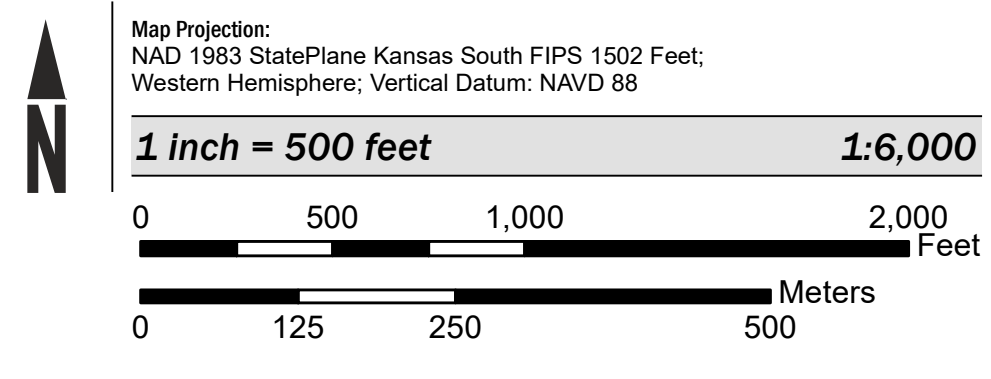 N
Map Projection:
NAD 1983 StatePlane Kansas South FIPS 1502 Feet;
Western Hemisphere; Vertical Datum: NAVD 88
1 inch = 500 feet 1:6,000
0 500 1,000 2,000
Feet
Meters
0 125 250 500